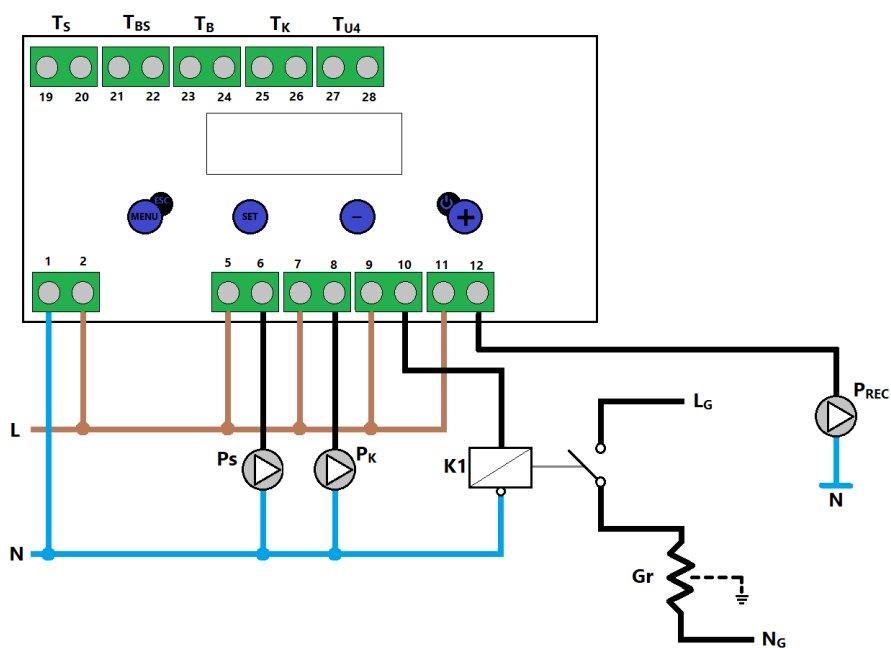 TS TBS TB TK TU4
19 20 21 22 23 24 25 26 27 28
ESC
MENU SET − +
1 2 5 6 7 8 9 10 11 12
PREC
LG
L
Ps PK K1
N
N
Gr
NG